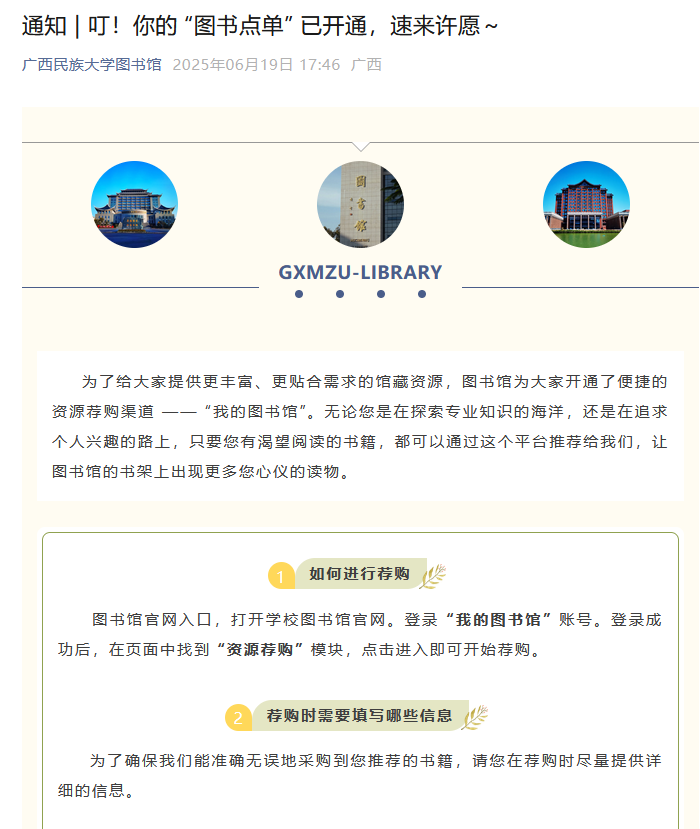 通知 | 叮！你的 “图书点单” 已开通，速来许愿～
广西民族大学图书馆 2025年06月19日 17:46 广西
图书馆
GXMZU-LIBRARY
为了给大家提供更丰富、更贴合需求的馆藏资源，图书馆为大家开通了便捷的
资源荐购渠道 ——“我的图书馆”。无论您是在探索专业知识的海洋，还是在追求
个人兴趣的路上，只要您有渴望阅读的书籍，都可以通过这个平台推荐给我们，让
图书馆的书架上出现更多您心仪的读物。
1 如何进行荐购
图书馆官网入口，打开学校图书馆官网。登录“我的图书馆”账号。登录成
功后，在页面中找到“资源荐购”模块，点击进入即可开始荐购。
2 荐购时需要填写哪些信息
为了确保我们能准确无误地采购到您推荐的书籍，请您在荐购时尽量提供详
细的信息。